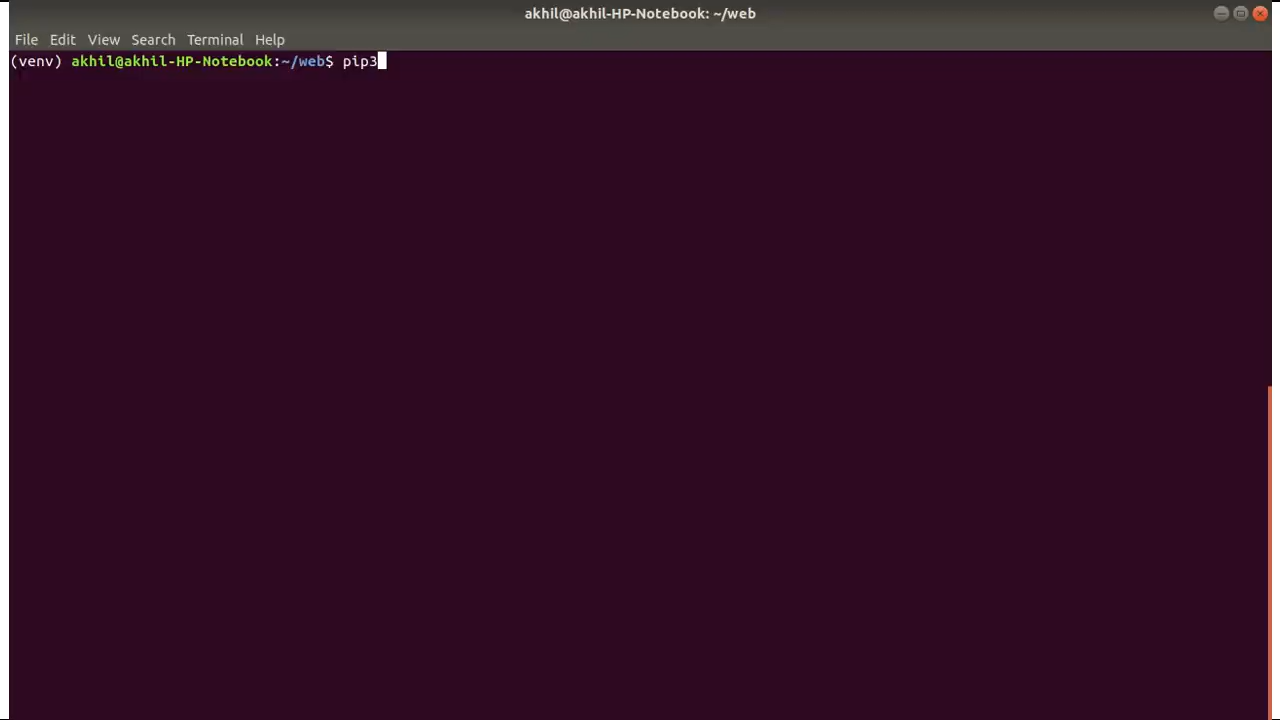 akhil@akhil-HP-Notebook: ~/web
File Edit View Search Terminal Help
(venv) akhil@akhil-HP-Notebook:~/web$ pip3